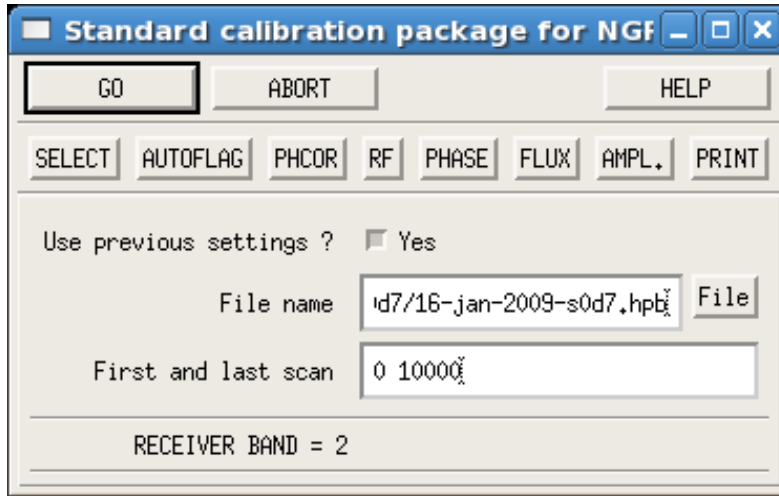 Standard calibration package for NGR
GO ABORT HELP
SELECT AUTOFLAG PHCOR RF PHASE FLUX AMPL. PRINT
Use previous settings ? Yes
File name d7/16-jan-2009-s0d7.hpb File
First and last scan 0 10000
RECEIVER BAND = 2